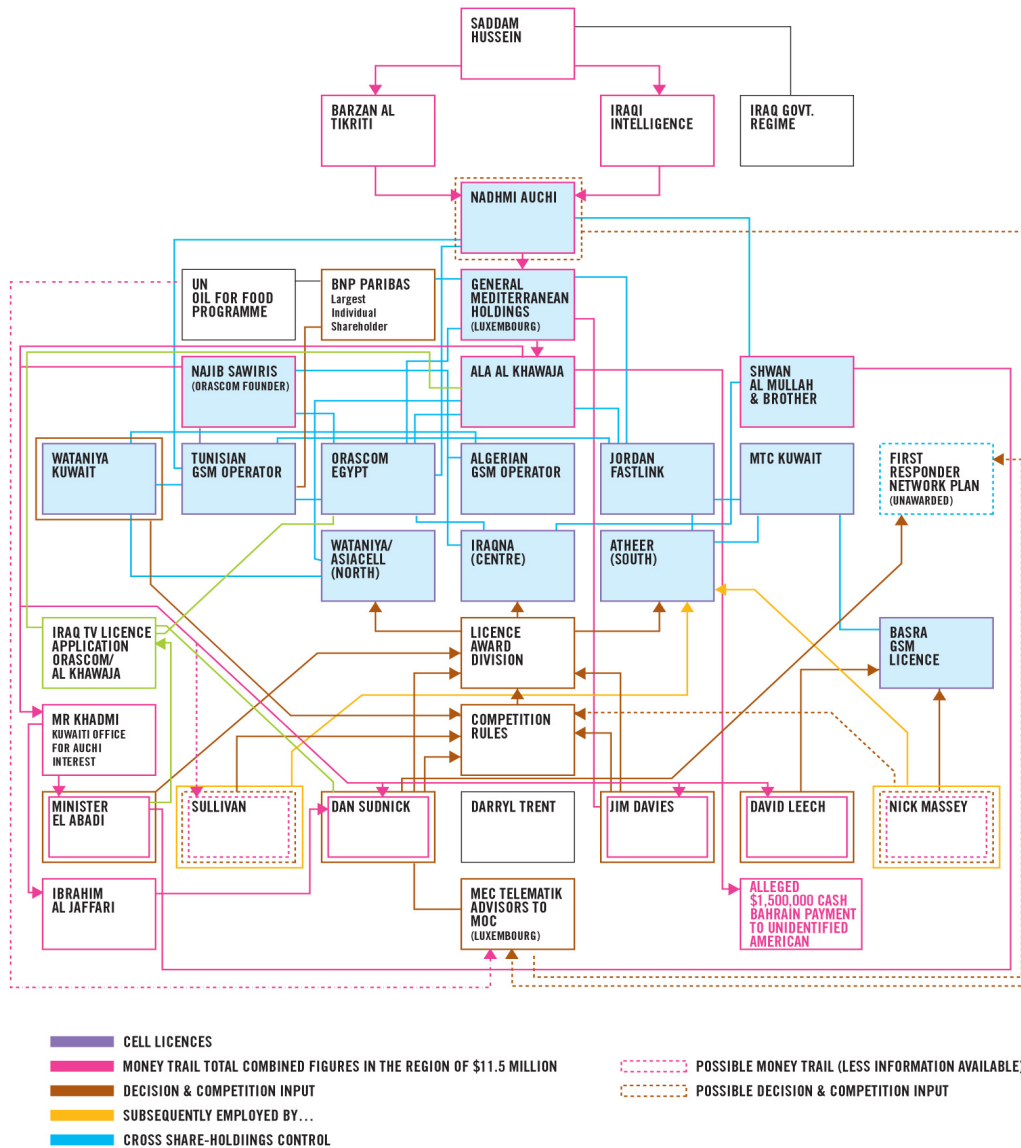 SADDAM
HUSSEIN
BARZAN AL
TIKRITI
IRAQI
INTELLIGENCE
IRAQ GOVT.
REGIME
NADHMI AUCHI
UN
OIL FOR FOOD
PROGRAMME
BNP PARIBAS
Largest
Individual
Shareholder
GENERAL
MEDITERRANEAN
HOLDINGS
(LUXEMBOURG)
NAJIB SAWIRIS
(ORASCOM FOUNDER)
ALA AL KHAWAJA
SHWAN
AL MULLAH
& BROTHER
WATANIYA
KUWAIT
TUNISIAN
GSM OPERATOR
ORASCOM
EGYPT
ALGERIAN
GSM OPERATOR
JORDAN
FASTLINK
MTC KUWAIT
FIRST
RESPONDER
NETWORK PLAN
(UNAWARDED)
WATANIYA/
ASIACELL
(NORTH)
IRAQNA
(CENTRE)
ATHEER
(SOUTH)
IRAQ TV LICENCE
APPLICATION
ORASCOM/
AL KHAWAJA
LICENCE
AWARD
DIVISION
BASRA
GSM
LICENCE
MR KHADMI
KUWAITI OFFICE
FOR AUCHI
INTEREST
COMPETITION
RULES
MINISTER
EL ABADI
SULLIVAN
DAN SUDNICK
DARRYL TRENT
JIM DAVIES
DAVID LEECH
NICK MASSEY
IBRAHIM
AL JAFFARI
MEC TELEMATIK
ADVISORS TO
MOC
(LUXEMBOURG)
ALLEGED
$1,500,000 CASH
BAHRAIN PAYMENT
TO UNIDENTIFIED
AMERICAN
CELL LICENCES
MONEY TRAIL TOTAL COMBINED FIGURES IN THE REGION OF $11.5 MILLION
DECISION & COMPETITION INPUT
SUBSEQUENTLY EMPLOYED BY...
CROSS SHARE-HOLDIINGS CONTROL
POSSIBLE MONEY TRAIL (LESS INFORMATION AVAILABLE)
POSSIBLE DECISION & COMPETITION INPUT